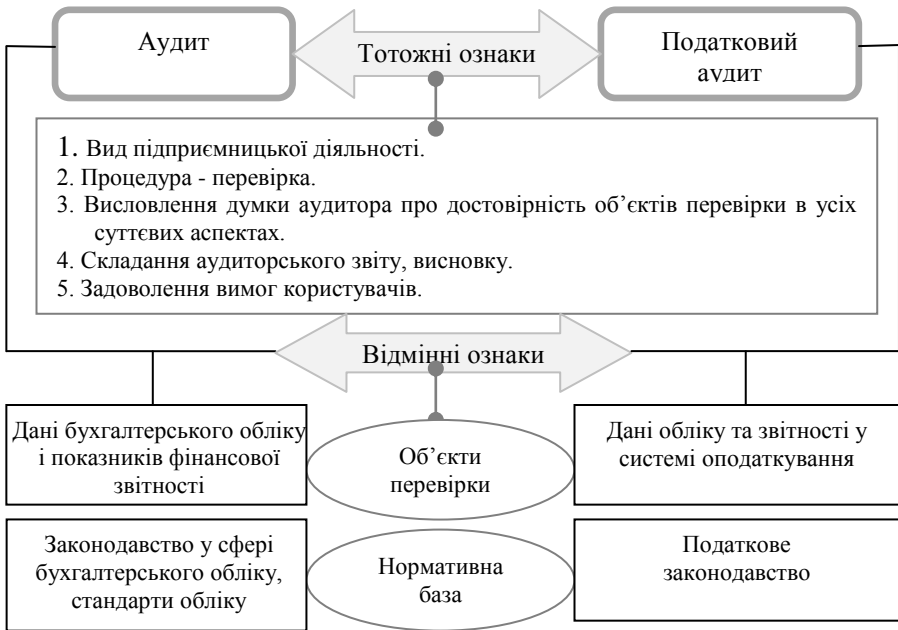 Аудит
Тотожні ознаки
Податковий
аудит
1. Вид підприємницької діяльності.
2. Процедура - перевірка.
3. Висловлення думки аудитора про достовірність об’єктів перевірки в усіх
суттєвих аспектах.
4. Складання аудиторського звіту, висновку.
5. Задоволення вимог користувачів.
Відмінні ознаки
Дані бухгалтерського обліку
і показників фінансової
звітності
Об’єкти
перевірки
Дані обліку та звітності у
системі оподаткування
Законодавство у сфері
бухгалтерського обліку,
стандарти обліку
Нормативна
база
Податкове
законодавство